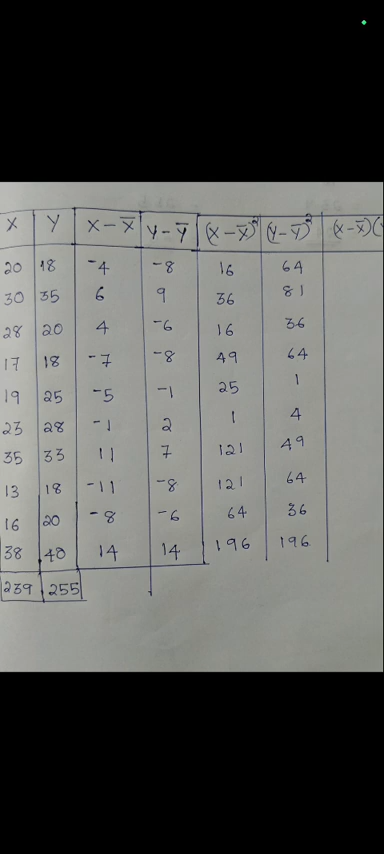 X Y X - X̅ Y - Y̅ (X - X̅)² (Y - Y̅)² (X - X̅)(
20 18 -4 -8 16 64
30 35 6 9 36 81
28 20 4 -6 16 36
17 18 -7 -8 49 64
19 25 -5 -1 25 1
23 28 -1 2 1 4
35 33 11 7 121 49
13 18 -11 -8 121 64
16 20 -8 -6 64 36
38 40 14 14 196 196
239 255